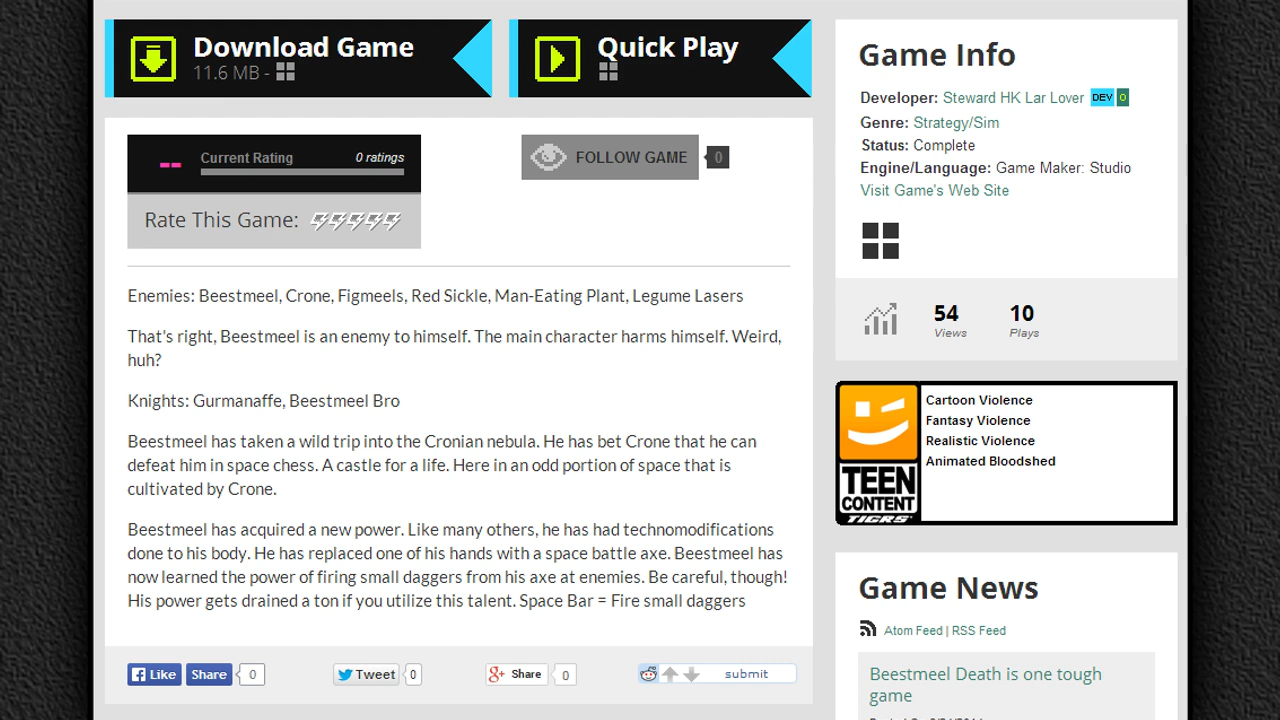 Download Game
11.6 MB -
Quick Play
-- Current Rating 0 ratings
Rate This Game:
FOLLOW GAME 0
Enemies: Beestmeel, Crone, Figmeels, Red Sickle, Man-Eating Plant, Legume Lasers
That's right, Beestmeel is an enemy to himself. The main character harms himself. Weird,
huh?
Knights: Gurmanaffe, Beestmeel Bro
Beestmeel has taken a wild trip into the Cronian nebula. He has bet Crone that he can
defeat him in space chess. A castle for a life. Here in an odd portion of space that is
cultivated by Crone.
Beestmeel has acquired a new power. Like many others, he has had technomodifications
done to his body. He has replaced one of his hands with a space battle axe. Beestmeel has
now learned the power of firing small daggers from his axe at enemies. Be careful, though!
His power gets drained a ton if you utilize this talent. Space Bar = Fire small daggers
Like Share 0 Tweet 0 Share 0 submit
Game Info
Developer: Steward HK Lar Lover DEV 0
Genre: Strategy/Sim
Status: Complete
Engine/Language: Game Maker: Studio
Visit Game's Web Site
54 10
Views Plays
Cartoon Violence
Fantasy Violence
Realistic Violence
Animated Bloodshed
TEEN
CONTENT
TIGRS
Game News
Atom Feed | RSS Feed
Beestmeel Death is one tough
game